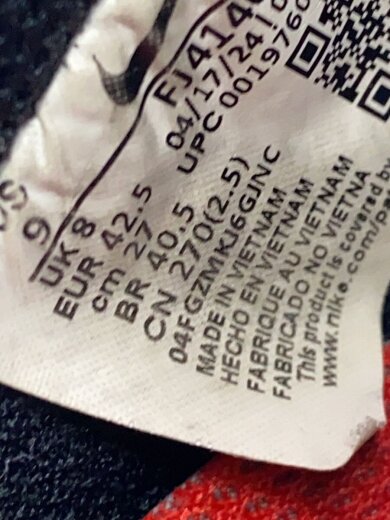 9
UK 8
EUR 42.5
cm 27
BR 40.5
CN 270(2.5)
04FGZMKJ6GJNC
MADE IN VIETNAM
HECHO EN VIETNAM
FABRIQUE AU VIETNAM
FABRICADO NO VIETNA
This product is covered by
www.nike.com/p
FJ414
04/17/24 | 0
UPC 0019760